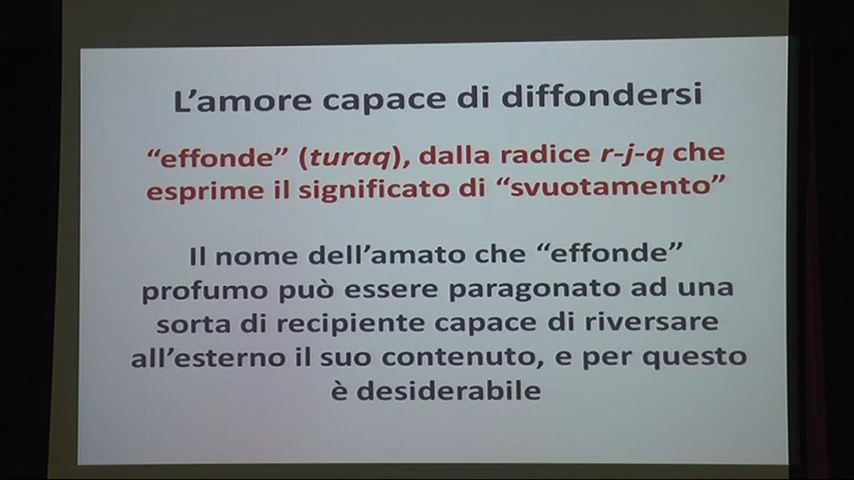 L’amore capace di diffondersi
“effonde” (turaq), dalla radice r-j-q che
esprime il significato di “svuotamento”
Il nome dell’amato che “effonde”
profumo può essere paragonato ad una
sorta di recipiente capace di riversare
all’esterno il suo contenuto, e per questo
è desiderabile